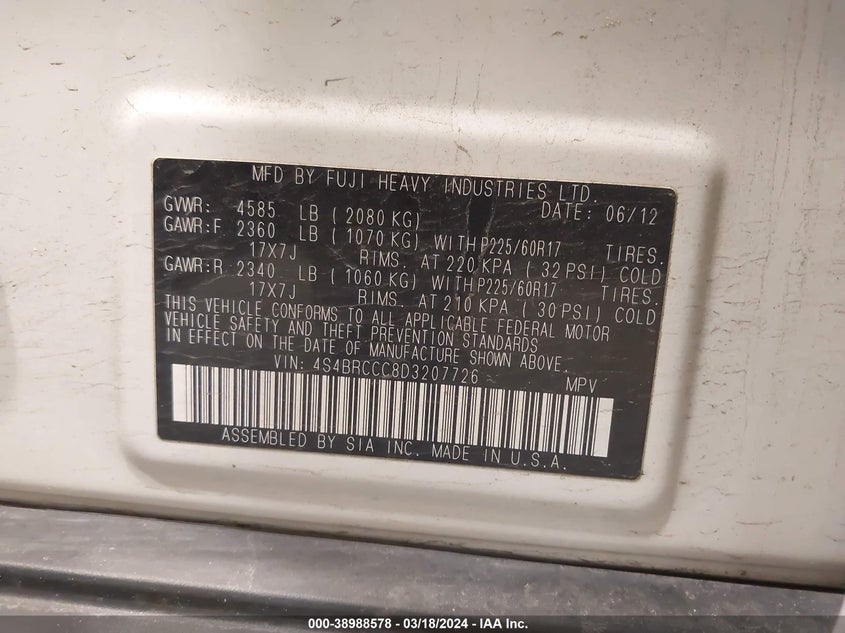 MFD BY FUJI HEAVY INDUSTRIES LTD.
GVWR: 4585 LB (2080 KG) DATE: 06/12
GAWR:F 2360 LB (1070 KG) WITH P225/60R17 TIRES.
17X7J RIMS. AT 220 KPA (32 PSI) COLD
GAWR:R 2340 LB (1060 KG) WITH P225/60R17 TIRES.
17X7J RIMS. AT 210 KPA (30 PSI) COLD
THIS VEHICLE CONFORMS TO ALL APPLICABLE FEDERAL MOTOR
VEHICLE SAFETY AND THEFT PREVENTION STANDARDS
IN EFFECT ON THE DATE OF MANUFACTURE SHOWN ABOVE.
VIN: 4S4BRCCC8D3207726 MPV
ASSEMBLED BY SIA INC. MADE IN U.S.A.
000-38988578 — 03/18/2024 — IAA Inc.